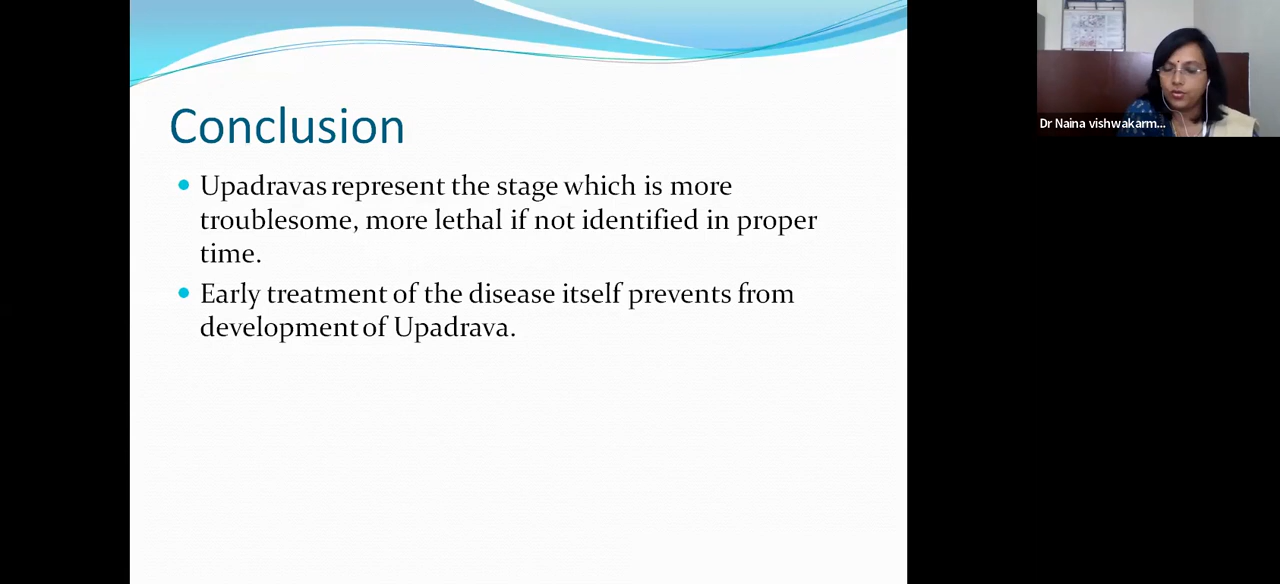 Conclusion
Upadravas represent the stage which is more
troublesome, more lethal if not identified in proper
time.
Early treatment of the disease itself prevents from
development of Upadrava.
Dr Naina vishwakarm...